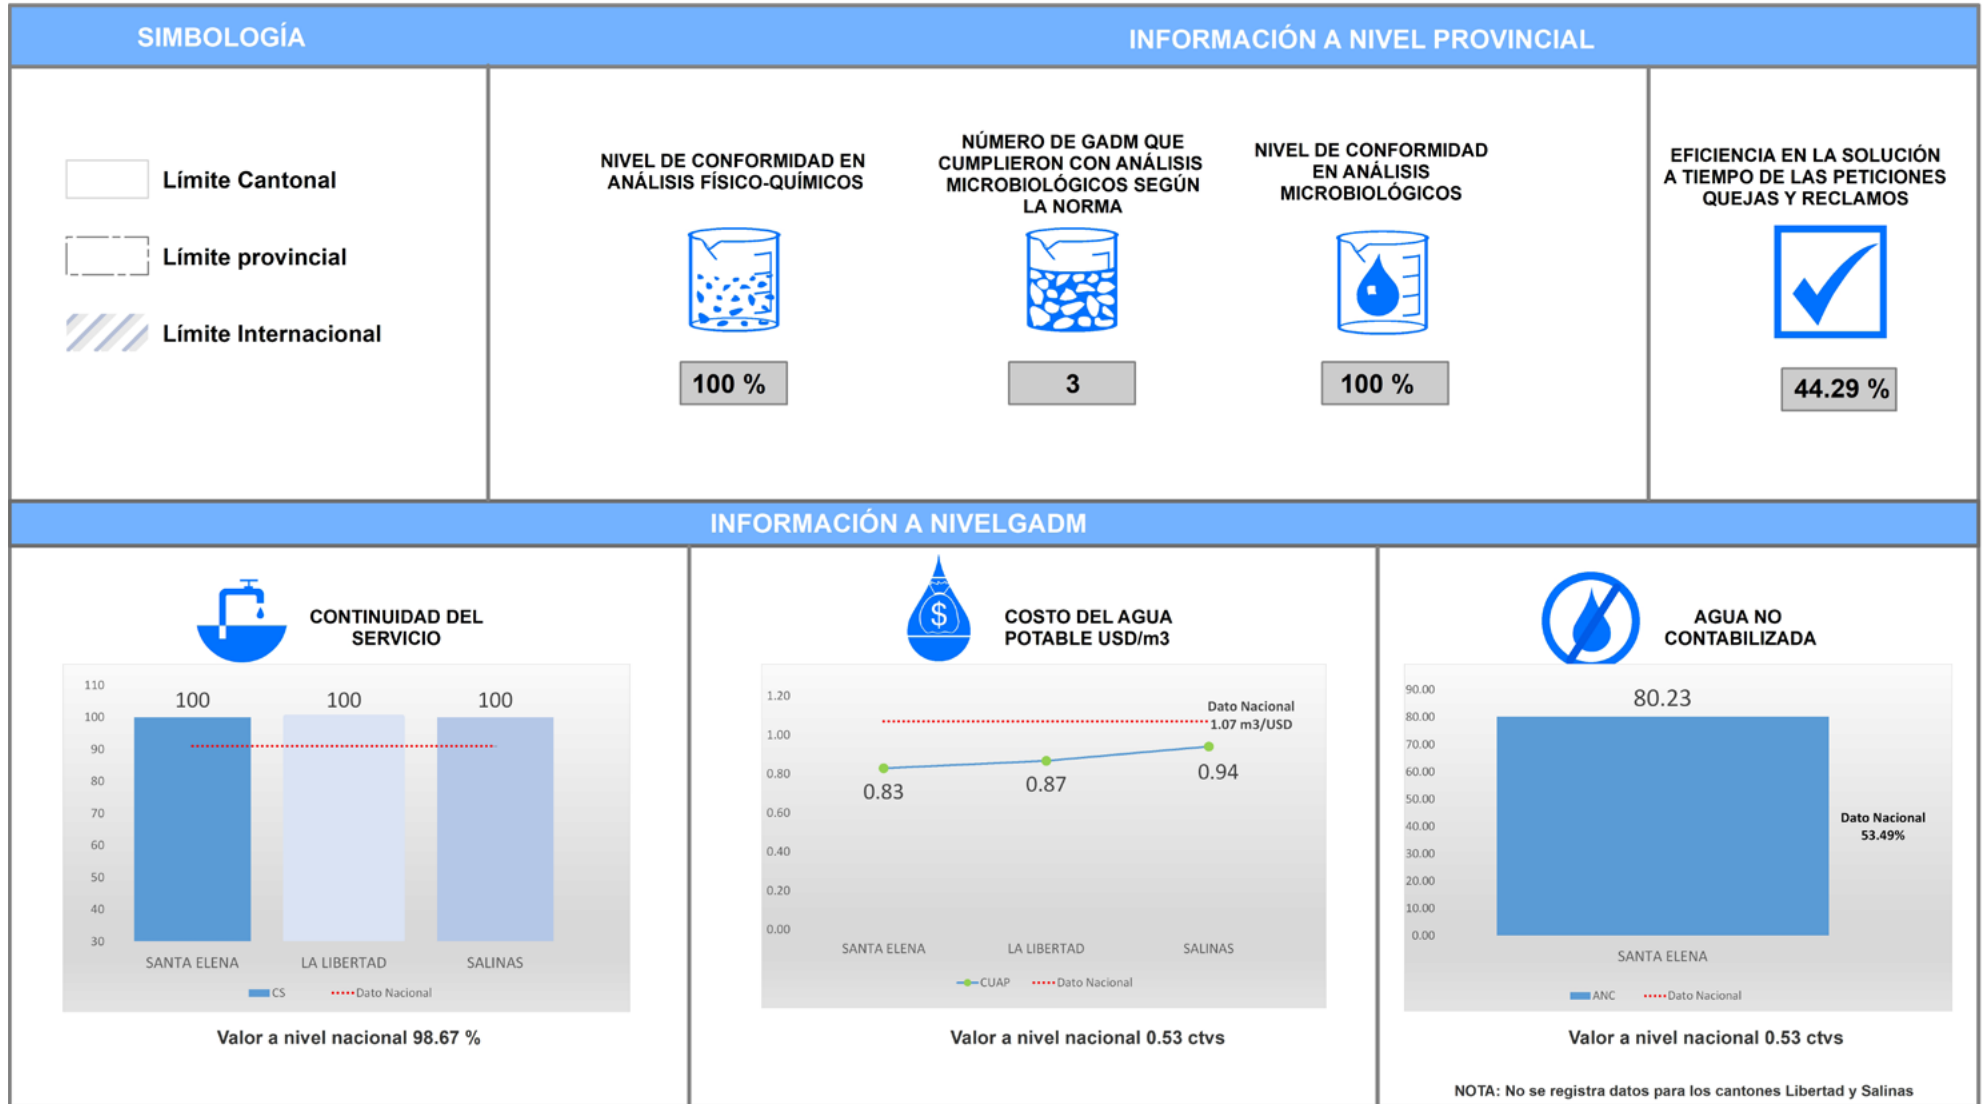 SIMBOLOGÍA
INFORMACIÓN A NIVEL PROVINCIAL
Límite Cantonal
Límite provincial
Límite Internacional
NIVEL DE CONFORMIDAD EN
ANÁLISIS FÍSICO-QUÍMICOS
100 %
NÚMERO DE GADM QUE
CUMPLIERON CON ANÁLISIS
MICROBIOLÓGICOS SEGÚN
LA NORMA
3
NIVEL DE CONFORMIDAD
EN ANÁLISIS
MICROBIOLÓGICOS
100 %
EFICIENCIA EN LA SOLUCIÓN
A TIEMPO DE LAS PETICIONES
QUEJAS Y RECLAMOS
44.29 %
INFORMACIÓN A NIVELGADM
CONTINUIDAD DEL
SERVICIO
110
100
90
80
70
60
50
40
30
100
100
100
SANTA ELENA
LA LIBERTAD
SALINAS
CS
Dato Nacional
Valor a nivel nacional 98.67 %
$
COSTO DEL AGUA
POTABLE USD/m3
1.20
1.00
0.80
0.60
0.40
0.20
0.00
Dato Nacional
1.07 m3/USD
0.83
0.87
0.94
SANTA ELENA
LA LIBERTAD
SALINAS
CUAP
Dato Nacional
Valor a nivel nacional 0.53 ctvs
AGUA NO
CONTABILIZADA
90.00
80.00
70.00
60.00
50.00
40.00
30.00
20.00
10.00
0.00
80.23
Dato Nacional
53.49%
SANTA ELENA
ANC
Dato Nacional
Valor a nivel nacional 0.53 ctvs
NOTA: No se registra datos para los cantones Libertad y Salinas